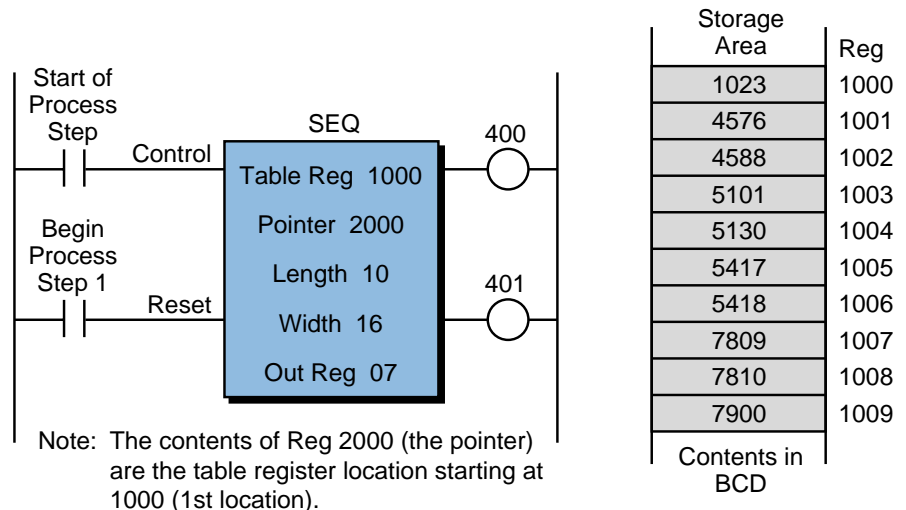 Start of
Process
Step
Control
SEQ
Table Reg 1000
Pointer 2000
Length 10
Width 16
Out Reg 07
400
Begin
Process
Step 1
Reset
401
Note: The contents of Reg 2000 (the pointer)
are the table register location starting at
1000 (1st location).
Storage
Area
Reg
1023 1000
4576 1001
4588 1002
5101 1003
5130 1004
5417 1005
5418 1006
7809 1007
7810 1008
7900 1009
Contents in
BCD